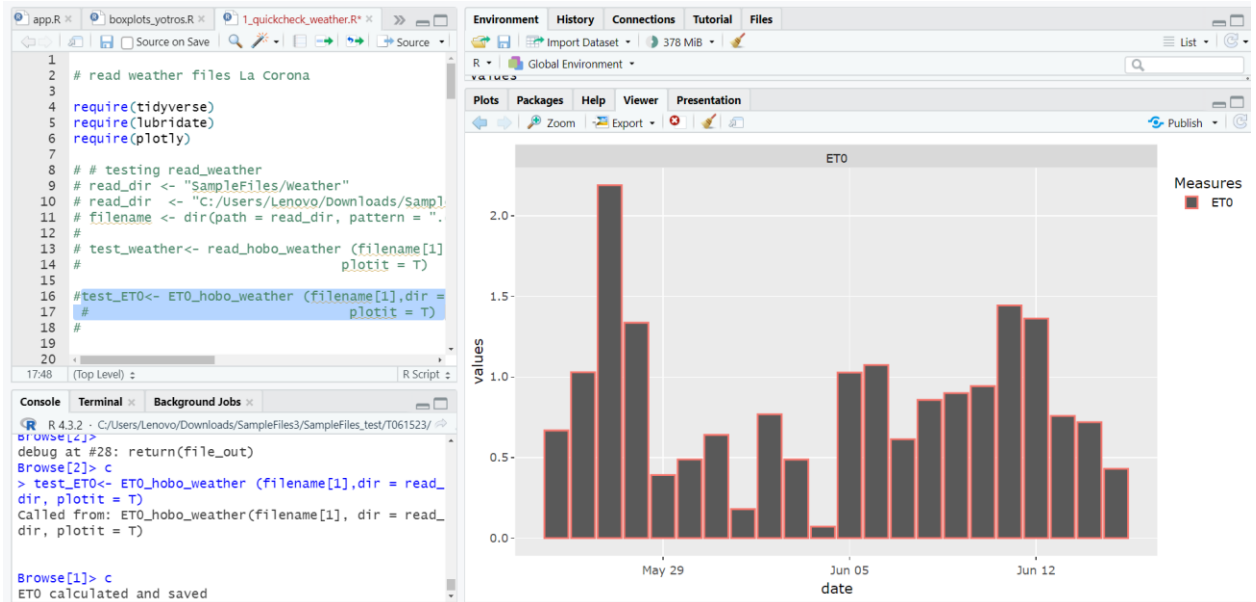 app.R × boxplots_yotros.R × 1_quickcheck_weather.R* ×
Source on Save Source
1
2 # read weather files La Corona
3
4 require(tidyverse)
5 require(lubridate)
6 require(plotly)
7
8 # # testing read_weather
9 # read_dir <- "SampleFiles/Weather"
10 # read_dir  <- "C:/Users/Lenovo/Downloads/Sampl
11 # filename <- dir(path = read_dir, pattern = ".
12 #
13 # test_weather<- read_hobo_weather (filename[1]
14 # plotit = T)
15
16 #test_ET0<- ET0_hobo_weather (filename[1],dir =
17 # plotit = T)
18 #
19
20
17:48 (Top Level) R Script
Console Terminal × Background Jobs ×
R R 4.3.2 · C:/Users/Lenovo/Downloads/SampleFiles3/SampleFiles_test/T061523/
Browse[2]>
debug at #28: return(file_out)
Browse[2]> c
> test_ET0<- ET0_hobo_weather (filename[1],dir = read_
dir, plotit = T)
Called from: ET0_hobo_weather(filename[1], dir = read_
dir, plotit = T)
Browse[1]> c
ET0 calculated and saved
Environment History Connections Tutorial Files
Import Dataset 378 MiB List
R Global Environment
values
Plots Packages Help Viewer Presentation
Zoom Export Publish
ET0
Measures
ET0
values
2.0
1.5
1.0
0.5
0.0
May 29 Jun 05 Jun 12
date